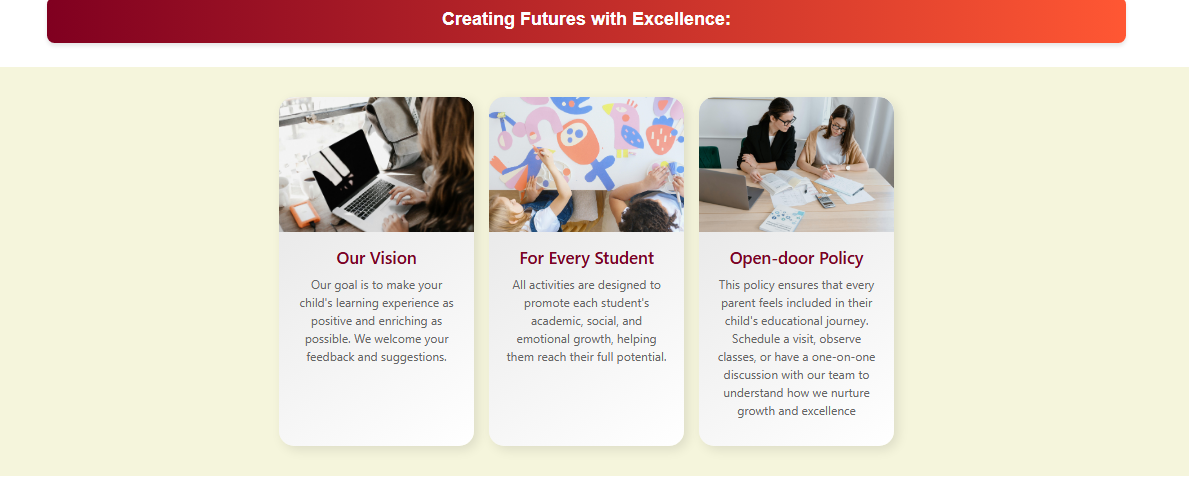 Creating Futures with Excellence:
Our Vision
Our goal is to make your
child's learning experience as
positive and enriching as
possible. We welcome your
feedback and suggestions.
For Every Student
All activities are designed to
promote each student's
academic, social, and
emotional growth, helping
them reach their full potential.
Open-door Policy
This policy ensures that every
parent feels included in their
child's educational journey.
Schedule a visit, observe
classes, or have a one-on-one
discussion with our team to
understand how we nurture
growth and excellence